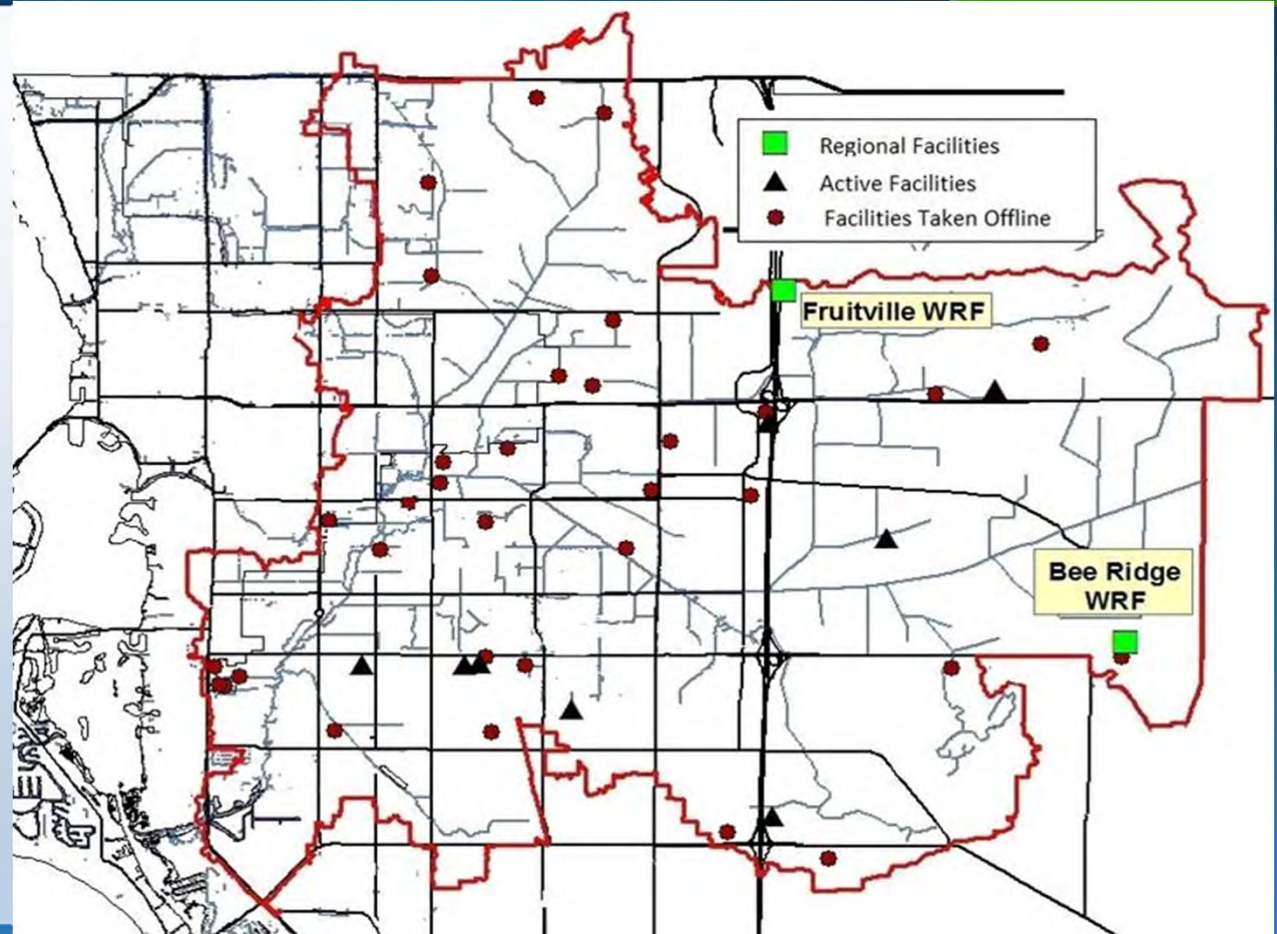 Regional Facilities
Active Facilities
Facilities Taken Offline
Fruitville WRF
Bee Ridge
WRF